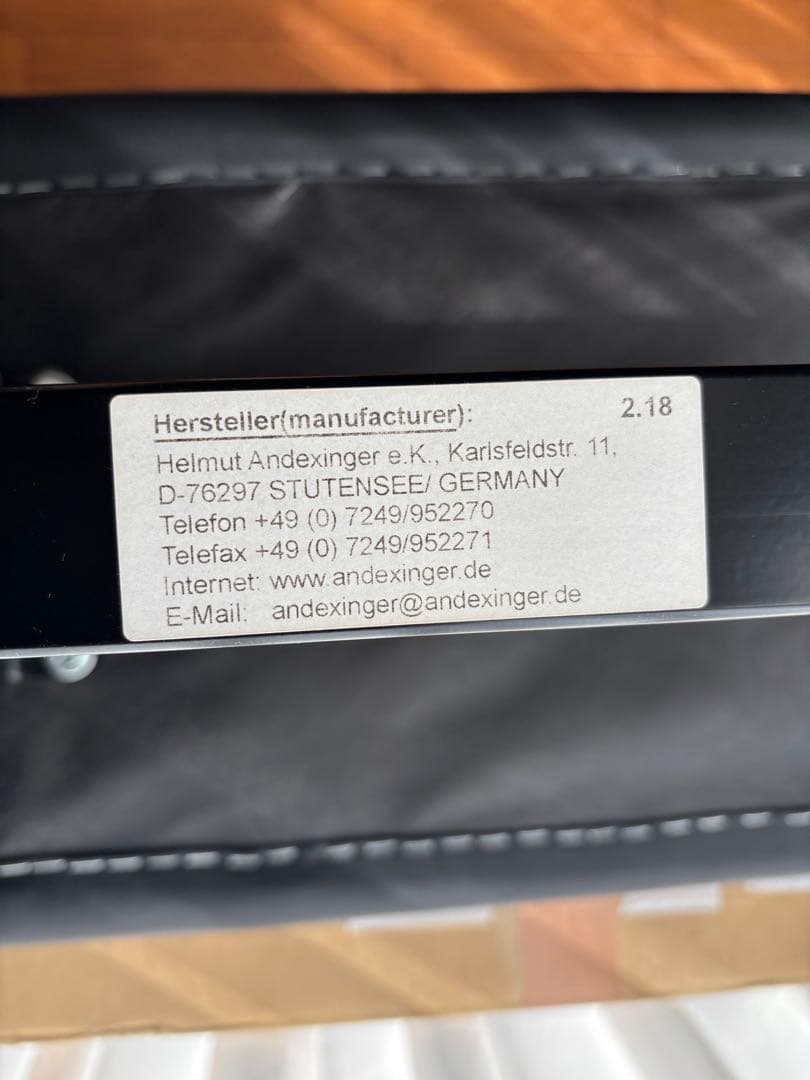 Hersteller(manufacturer): 2.18
Helmut Andexinger e.K., Karlsfeldstr. 11,
D-76297 STUTENSEE/ GERMANY
Telefon +49 (0) 7249/952270
Telefax +49 (0) 7249/952271
Internet: www.andexinger.de
E-Mail: andexinger@andexinger.de